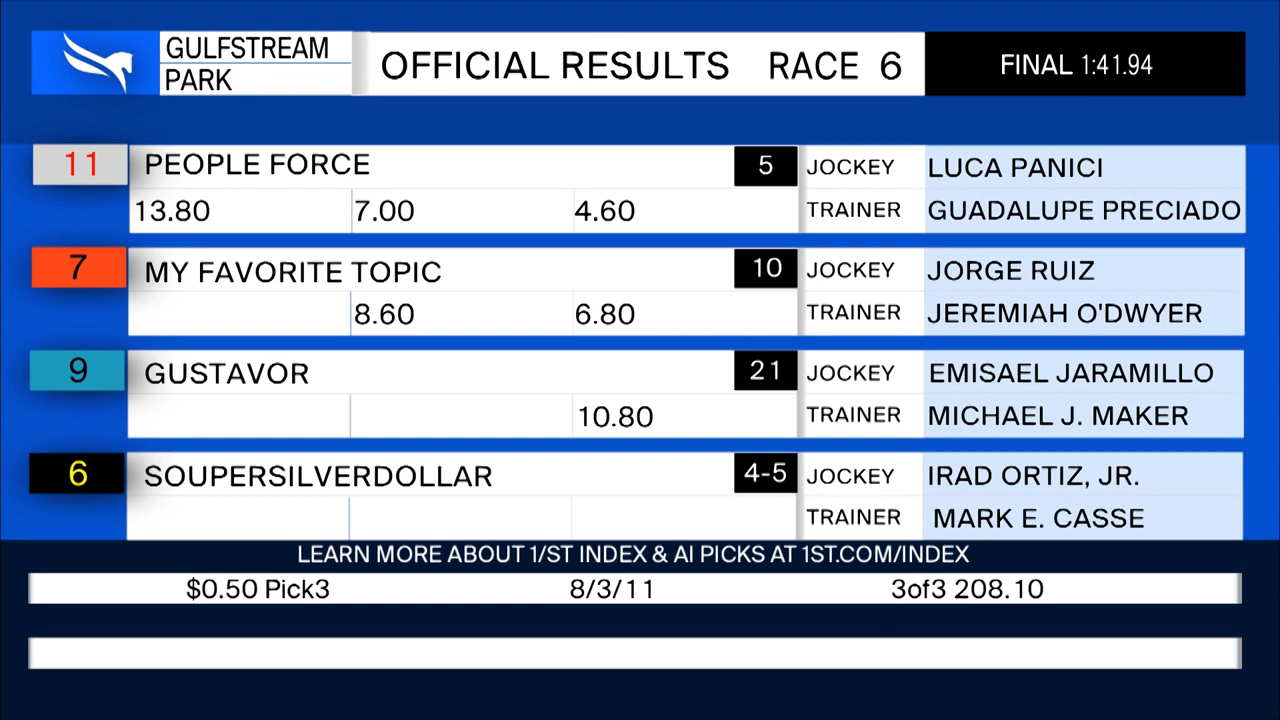 GULFSTREAM PARK OFFICIAL RESULTS RACE 6 FINAL 1:41.94
11 PEOPLE FORCE 5 JOCKEY LUCA PANICI
13.80 7.00 4.60 TRAINER GUADALUPE PRECIADO
7 MY FAVORITE TOPIC 10 JOCKEY JORGE RUIZ
8.60 6.80 TRAINER JEREMIAH O'DWYER
9 GUSTAVOR 21 JOCKEY EMISAEL JARAMILLO
10.80 TRAINER MICHAEL J. MAKER
6 SOUPERSILVERDOLLAR 4-5 JOCKEY IRAD ORTIZ, JR.
TRAINER MARK E. CASSE
LEARN MORE ABOUT 1/ST INDEX & AI PICKS AT 1ST.COM/INDEX
$0.50 Pick3 8/3/11 3of3 208.10